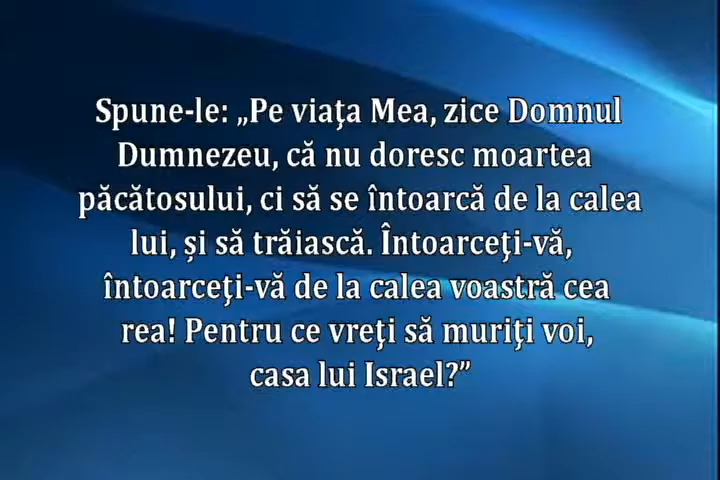 Spune-le: „Pe viaţa Mea, zice Domnul
Dumnezeu, că nu doresc moartea
păcătosului, ci să se întoarcă de la calea
lui, și să trăiască. Întoarceţi-vă,
întoarceţi-vă de la calea voastră cea
rea! Pentru ce vreţi să muriţi voi,
casa lui Israel?”